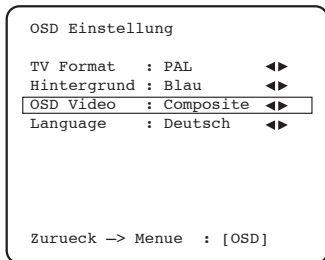 OSD Einstellung
TV Format : PAL ◀▶
Hintergrund : Blau ◀▶
OSD Video : Composite ◀▶
Language : Deutsch ◀▶
Zurueck —> Menue : [OSD]